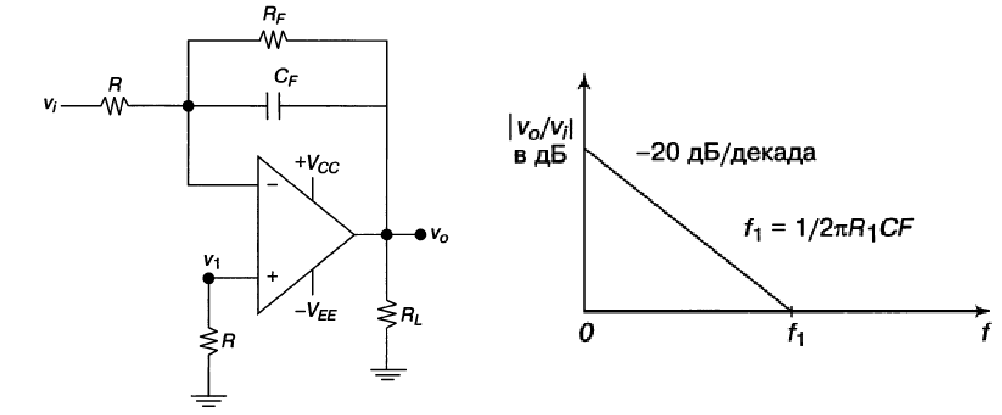 R_F
C_F
R
v_i
+V_CC
−
v_o
v_1
+
−V_EE
R
R_L
|v_o/v_i|
в дБ
−20 дБ/декада
f_1 = 1/2πR_1CF
0
f_1
f